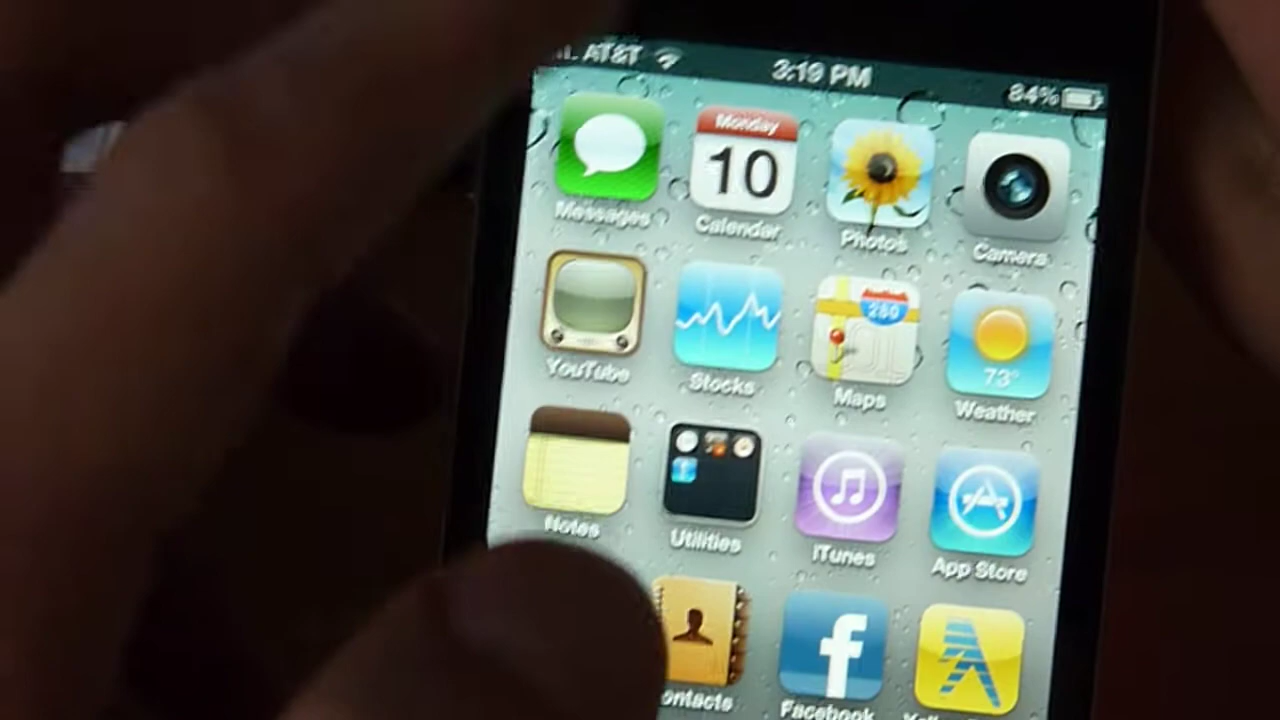 AT&T 3:19 PM 84%
Monday
10
Messages Calendar Photos Camera
280
73°
YouTube Stocks Maps Weather
Notes Utilities iTunes App Store
f
ontacts Facebook